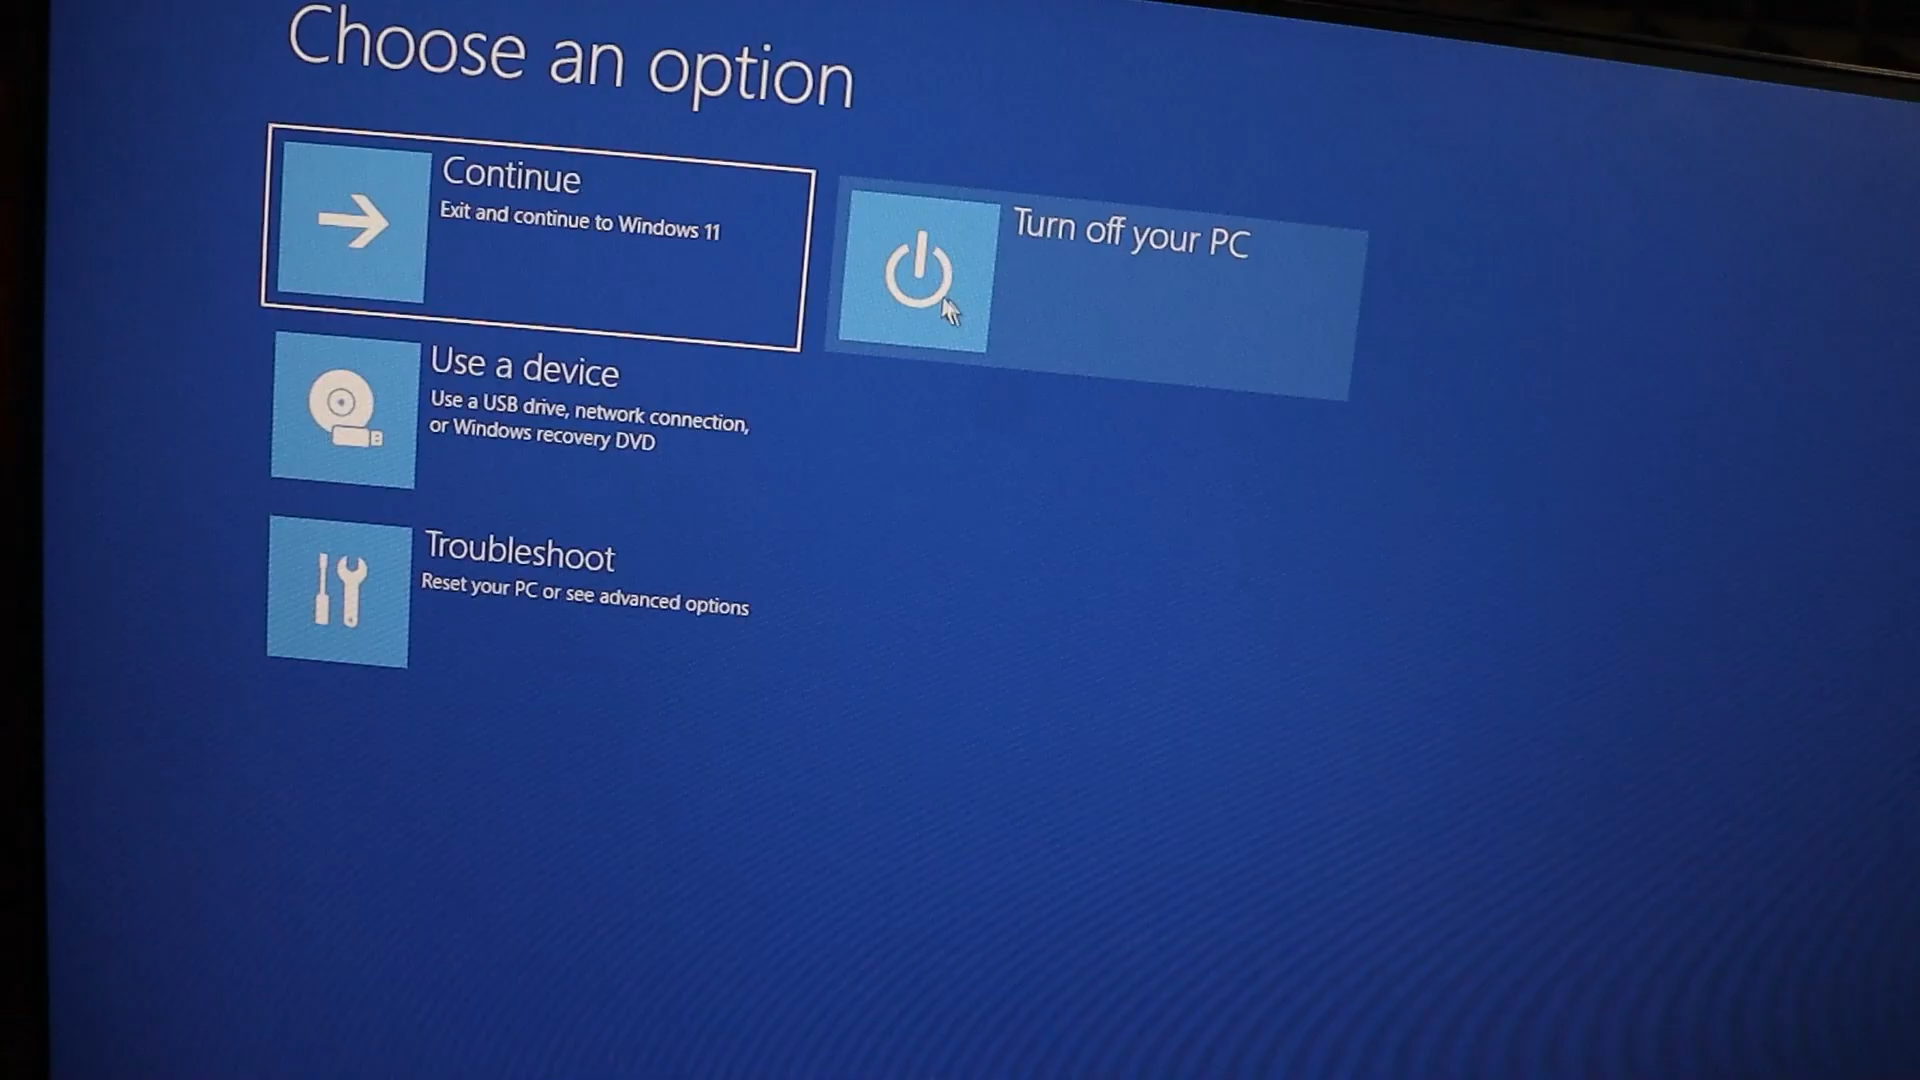 Choose an option
Continue
Exit and continue to Windows 11
Turn off your PC
Use a device
Use a USB drive, network connection,
or Windows recovery DVD
Troubleshoot
Reset your PC or see advanced options